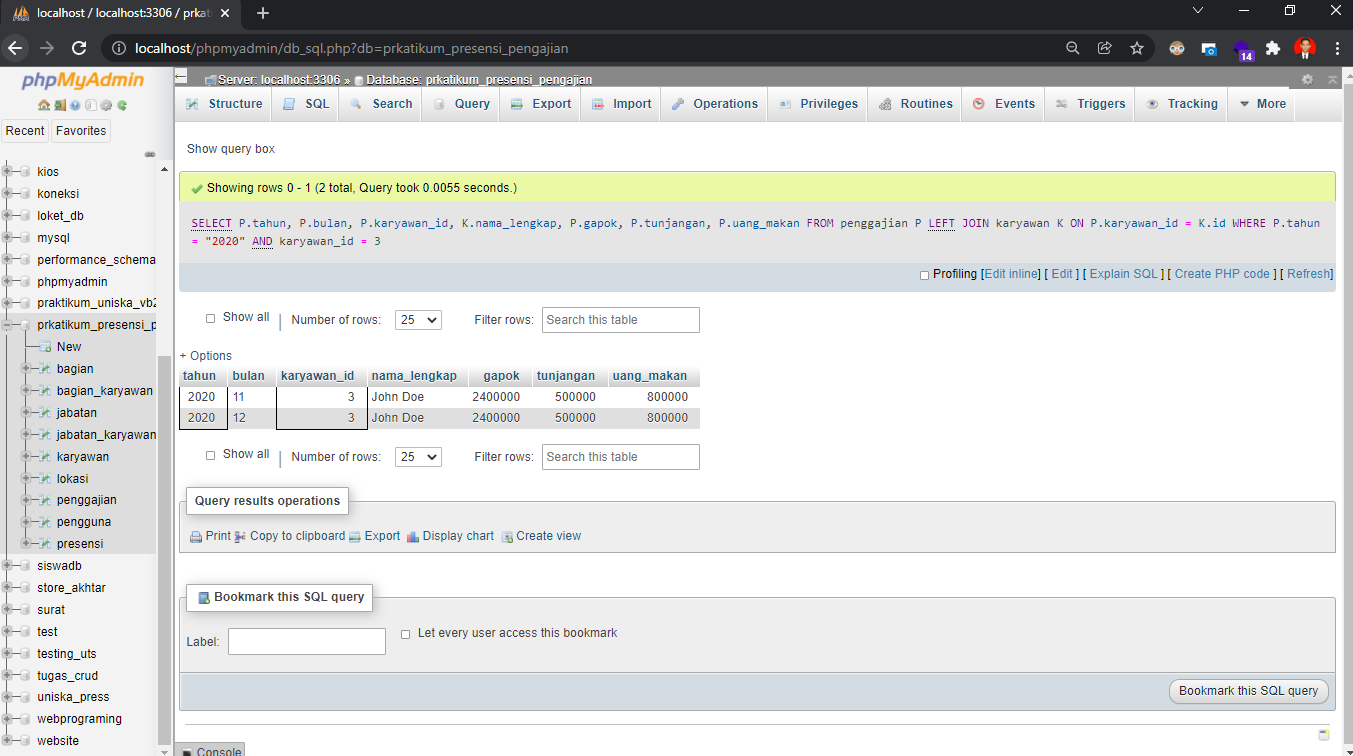 localhost / localhost:3306 / prkati
localhost/phpmyadmin/db_sql.php?db=prkatikum_presensi_pengajian
14
phpMyAdmin
Recent Favorites
kios
koneksi
loket_db
mysql
performance_schema
phpmyadmin
praktikum_uniska_vb2
prkatikum_presensi_p
New
bagian
bagian_karyawan
jabatan
jabatan_karyawan
karyawan
lokasi
penggajian
pengguna
presensi
siswadb
store_akhtar
surat
test
testing_uts
tugas_crud
uniska_press
webprograming
website
Server: localhost:3306 » Database: prkatikum_presensi_pengajian
Structure SQL Search Query Export Import Operations Privileges Routines Events Triggers Tracking More
Show query box
Showing rows 0 - 1 (2 total, Query took 0.0055 seconds.)
SELECT P.tahun, P.bulan, P.karyawan_id, K.nama_lengkap, P.gapok, P.tunjangan, P.uang_makan FROM penggajian P LEFT JOIN karyawan K ON P.karyawan_id = K.id WHERE P.tahun
= "2020" AND karyawan_id = 3
Profiling [Edit inline] [ Edit ] [ Explain SQL ] [ Create PHP code ] [ Refresh]
Show all | Number of rows: 25 Filter rows: Search this table
+ Options
tahun bulan karyawan_id nama_lengkap gapok tunjangan uang_makan
2020 11 3 John Doe 2400000 500000 800000
2020 12 3 John Doe 2400000 500000 800000
Show all | Number of rows: 25 Filter rows: Search this table
Query results operations
Print Copy to clipboard Export Display chart Create view
Bookmark this SQL query
Label: Let every user access this bookmark
Bookmark this SQL query
Console